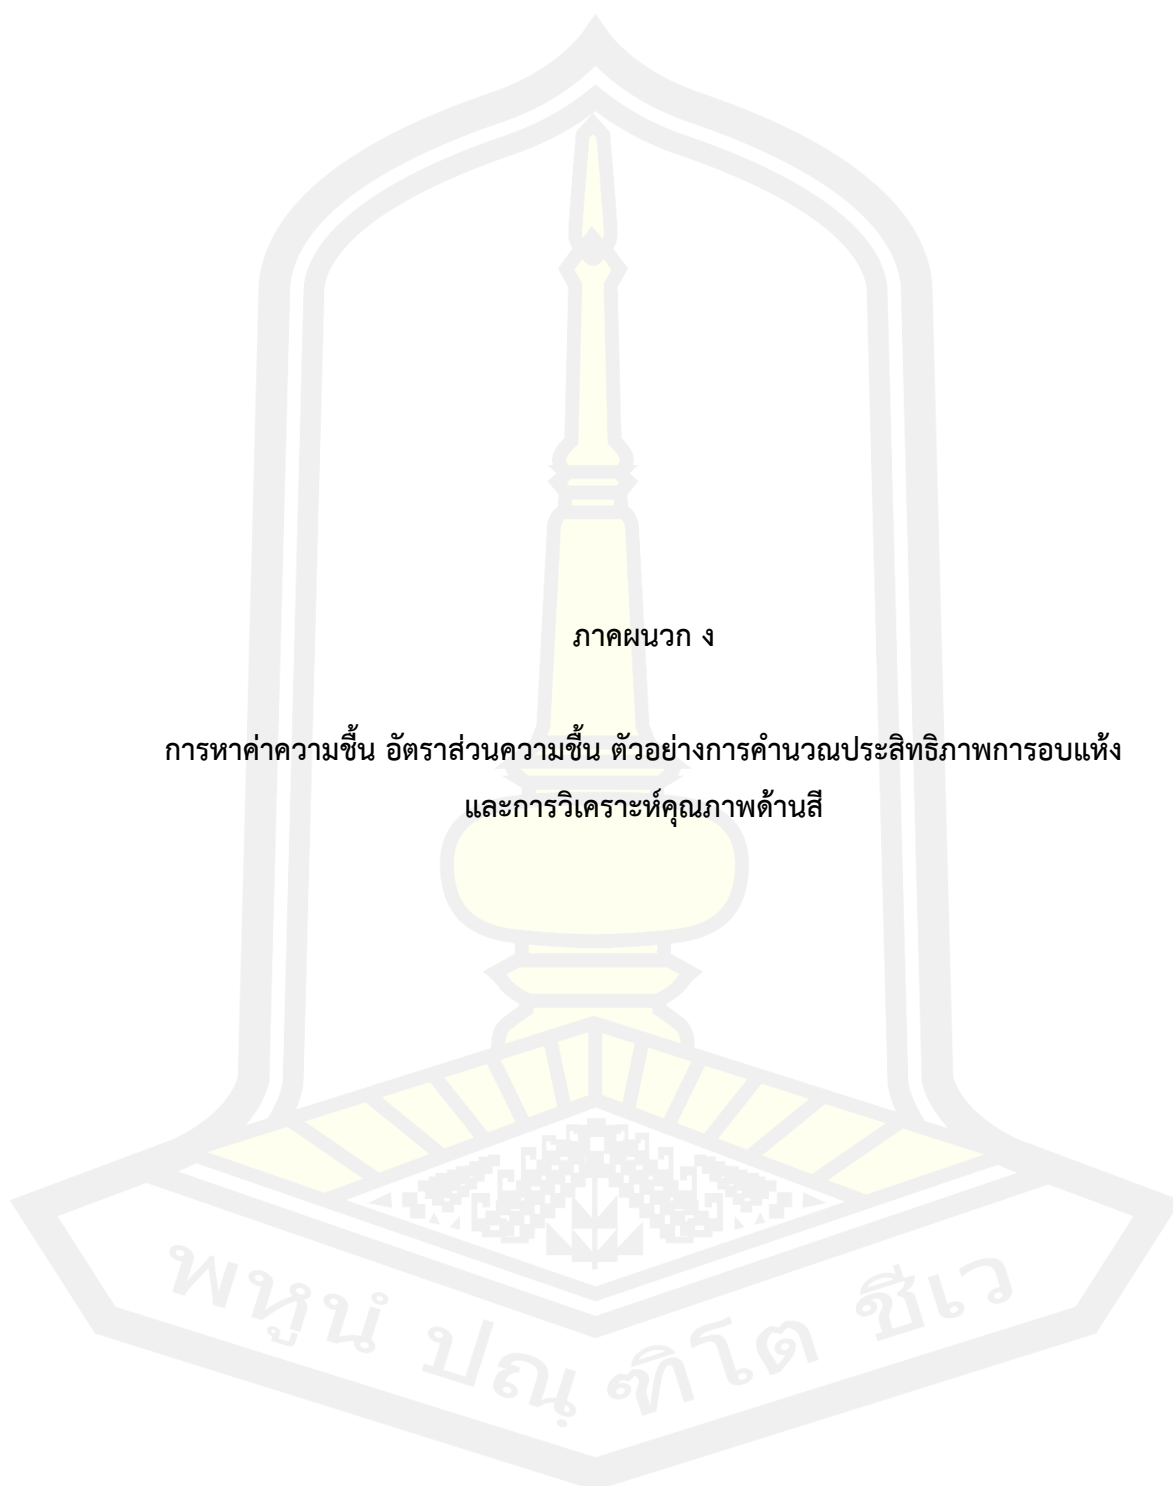 ภาคผนวก ง
การหาค่าความชื้น อัตราส่วนความชื้น ตัวอย่างการคำนวณประสิทธิภาพการอบแห้ง
และการวิเคราะห์คุณภาพด้านสี
พหูนํ ปณฺฑิโต ชีเว